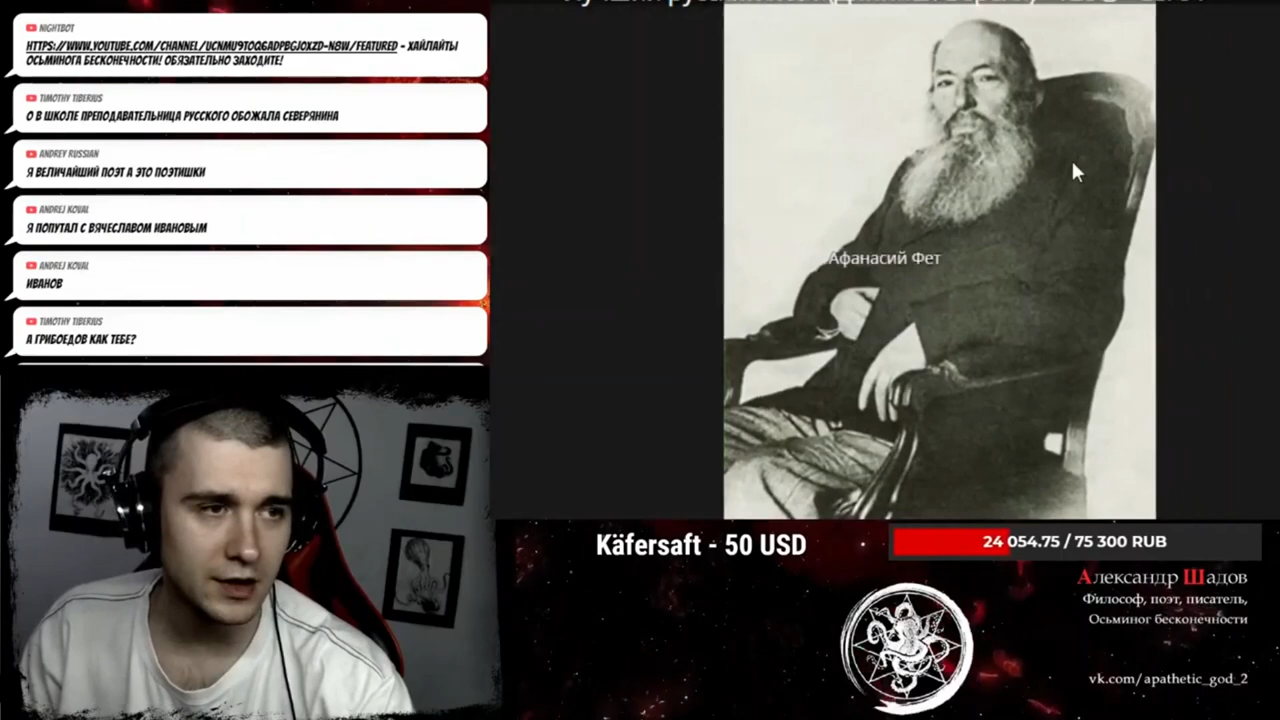 NIGHTBOT
HTTPS://WWW.YOUTUBE.COM/CHANNEL/UCNMU9TOQ6ADPBGJOXZD-N8W/FEATURED - ХАЙЛАЙТЫ
ОСЬМИНОГА БЕСКОНЕЧНОСТИ! ОБЯЗАТЕЛЬНО ЗАХОДИТЕ!
TIMOTHY TIBERIUS
О В ШКОЛЕ ПРЕПОДАВАТЕЛЬНИЦА РУССКОГО ОБОЖАЛА СЕВЕРЯНИНА
ANDREY RUSSIAN
Я ВЕЛИЧАЙШИЙ ПОЭТ А ЭТО ПОЭТИШКИ
ANDREJ KOVAL
Я ПОПУТАЛ С ВЯЧЕСЛАВОМ ИВАНОВЫМ
ANDREJ KOVAL
ИВАНОВ
TIMOTHY TIBERIUS
А ГРИБОЕДОВ КАК ТЕБЕ?
Афанасий Фет
Käfersaft - 50 USD
24 054.75 / 75 300 RUB
Александр Шадов
Философ, поэт, писатель,
Осьминог бесконечности
vk.com/apathetic_god_2